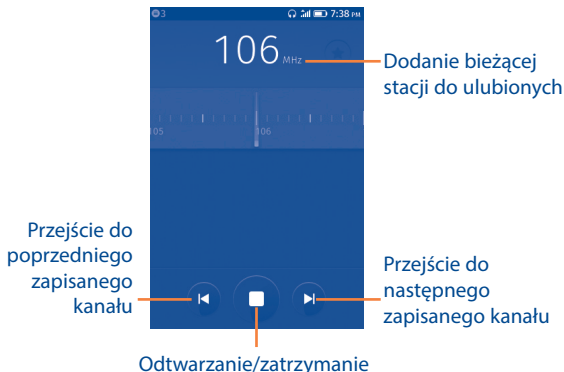 3
7:38 PM
106 MHz
Dodanie bieżącej
stacji do ulubionych
105
106
Przejście do
poprzedniego
zapisanego
kanału
Przejście do
następnego
zapisanego kanału
Odtwarzanie/zatrzymanie